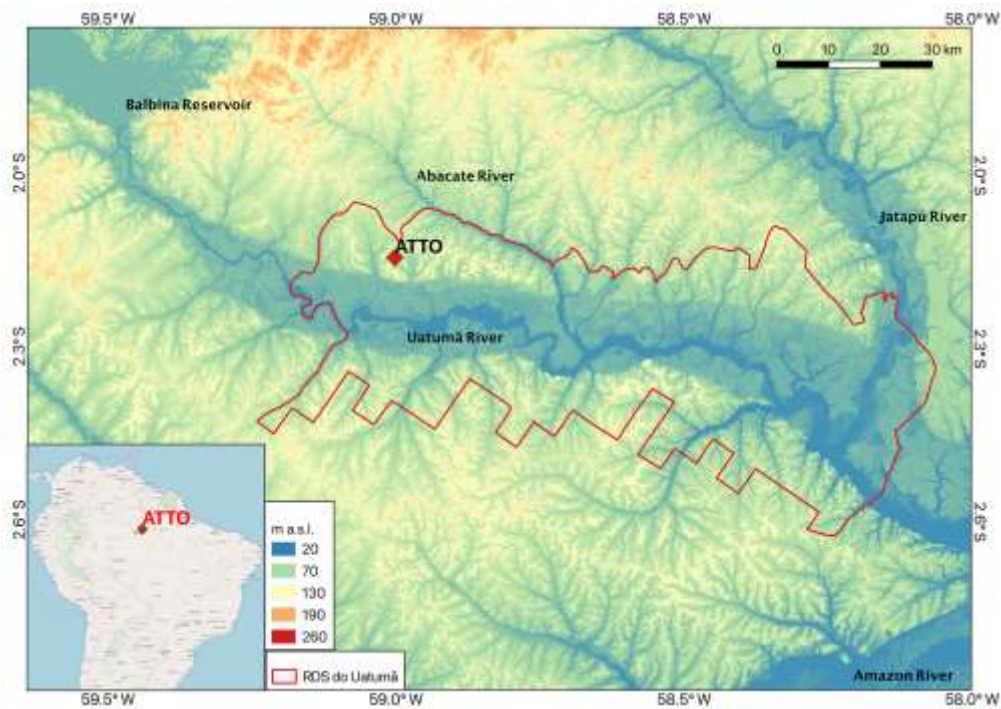 59.5°W 59.0°W 58.5°W 58.0°W
0 10 20 30 km
Balbina Reservoir
2.0°S
Abacate River
2.0°S
Jatapú River
ATTO
2.3°S
Uatumã River
2.3°S
ATTO
2.6°S
m a.s.l.
20
70
130
190
260
2.6°S
RDS do Uatumã
Amazon River
59.5°W 59.0°W 58.5°W 58.0°W